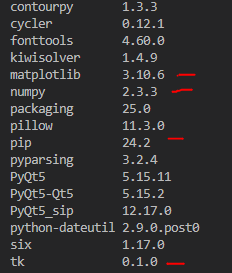 contourpy 1.3.3
cycler 0.12.1
fonttools 4.60.0
kiwisolver 1.4.9
matplotlib 3.10.6
numpy 2.3.3
packaging 25.0
pillow 11.3.0
pip 24.2
pyparsing 3.2.4
PyQt5 5.15.11
PyQt5-Qt5 5.15.2
PyQt5_sip 12.17.0
python-dateutil 2.9.0.post0
six 1.17.0
tk 0.1.0